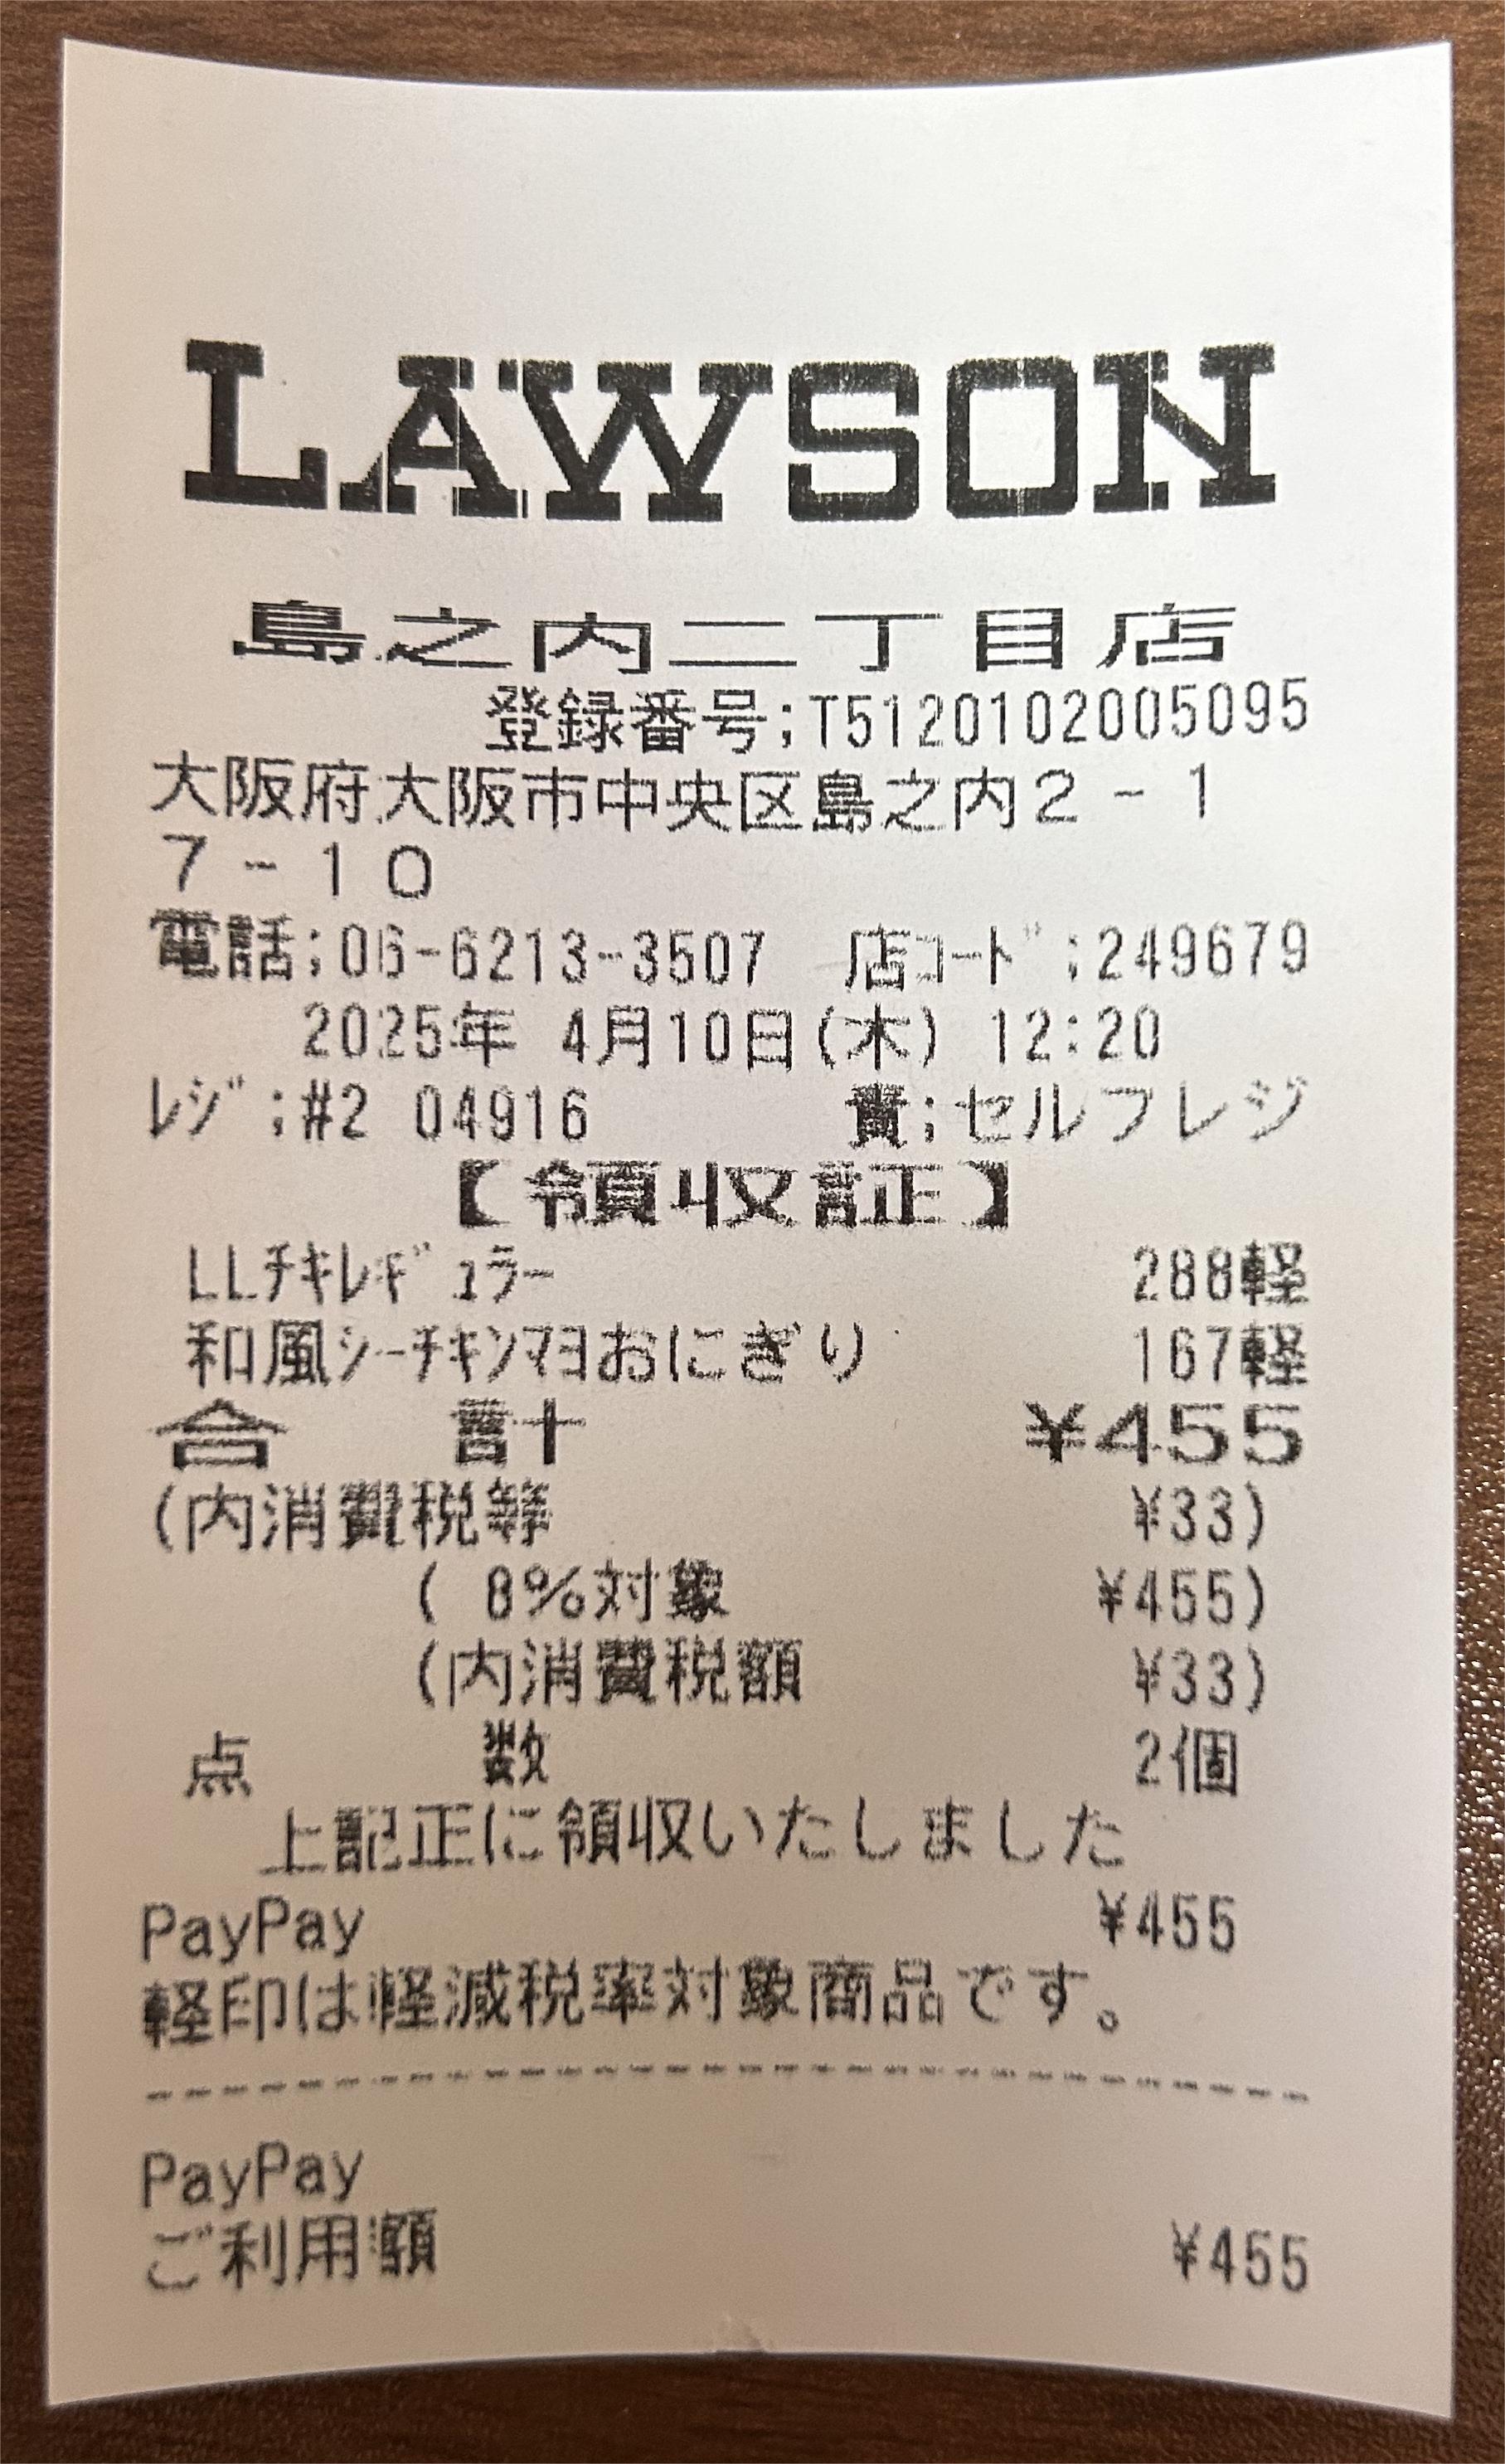 LAWSON
島之内二丁目店
登録番号;T5120102005095
大阪府大阪市中央区島之内2-1
7-10
電話;06-6213-3507 店ｺｰﾄﾞ;249679
2025年 4月10日(木) 12:20
ﾚｼﾞ;#2 04916 責;セルフレジ
【領収証】
LLﾁｷﾚｷﾞｭﾗｰ 288軽
和風ｼｰﾁｷﾝﾏﾖおにぎり 167軽
合 計 ¥455
(内消費税等 ¥33)
( 8%対象 ¥455)
(内消費税額 ¥33)
点 数 2個
上記正に領収いたしました
PayPay ¥455
軽印は軽減税率対象商品です。
PayPay
ご利用額 ¥455